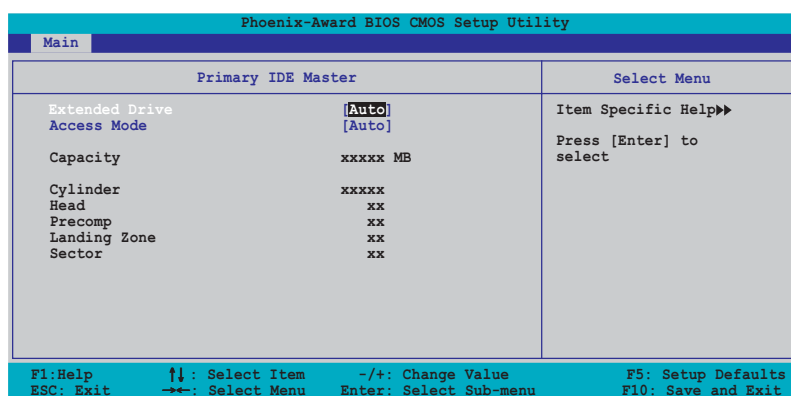 Phoenix-Award BIOS CMOS Setup Utility
Main
Primary IDE Master
Select Menu
Extended Drive [Auto]
Access Mode [Auto]
Capacity xxxxx MB
Cylinder xxxxx
Head xx
Precomp xx
Landing Zone xx
Sector xx
Item Specific Help▶▶
Press [Enter] to
select
F1:Help ↑↓: Select Item -/+: Change Value F5: Setup Defaults
ESC: Exit →←: Select Menu Enter: Select Sub-menu F10: Save and Exit